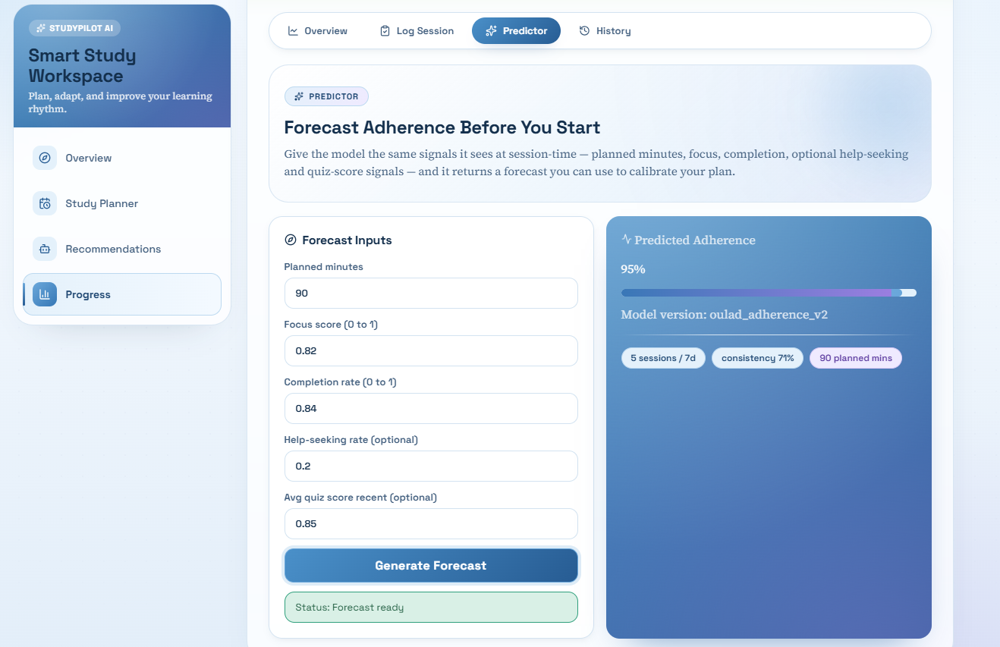 STUDYPILOT AI
Smart Study
Workspace
Plan, adapt, and improve your learning
rhythm.
Overview
Study Planner
Recommendations
Progress
Overview
Log Session
Predictor
History
PREDICTOR
Forecast Adherence Before You Start
Give the model the same signals it sees at session-time — planned minutes, focus, completion, optional help-seeking
and quiz-score signals — and it returns a forecast you can use to calibrate your plan.
Forecast Inputs
Planned minutes
90
Focus score (0 to 1)
0.82
Completion rate (0 to 1)
0.84
Help-seeking rate (optional)
0.2
Avg quiz score recent (optional)
0.85
Generate Forecast
Status: Forecast ready
Predicted Adherence
95%
Model version: oulad_adherence_v2
5 sessions / 7d
consistency 71%
90 planned mins